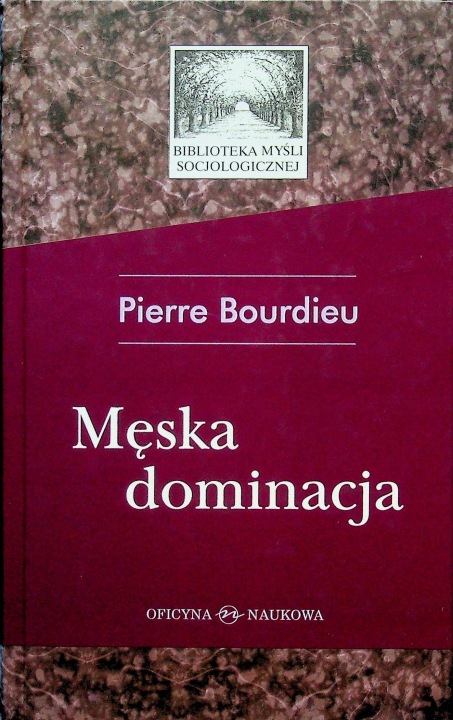 BIBLIOTEKA MYŚLI
SOCJOLOGICZNEJ
Pierre Bourdieu
Męska
dominacja
OFICYNA NAUKOWA